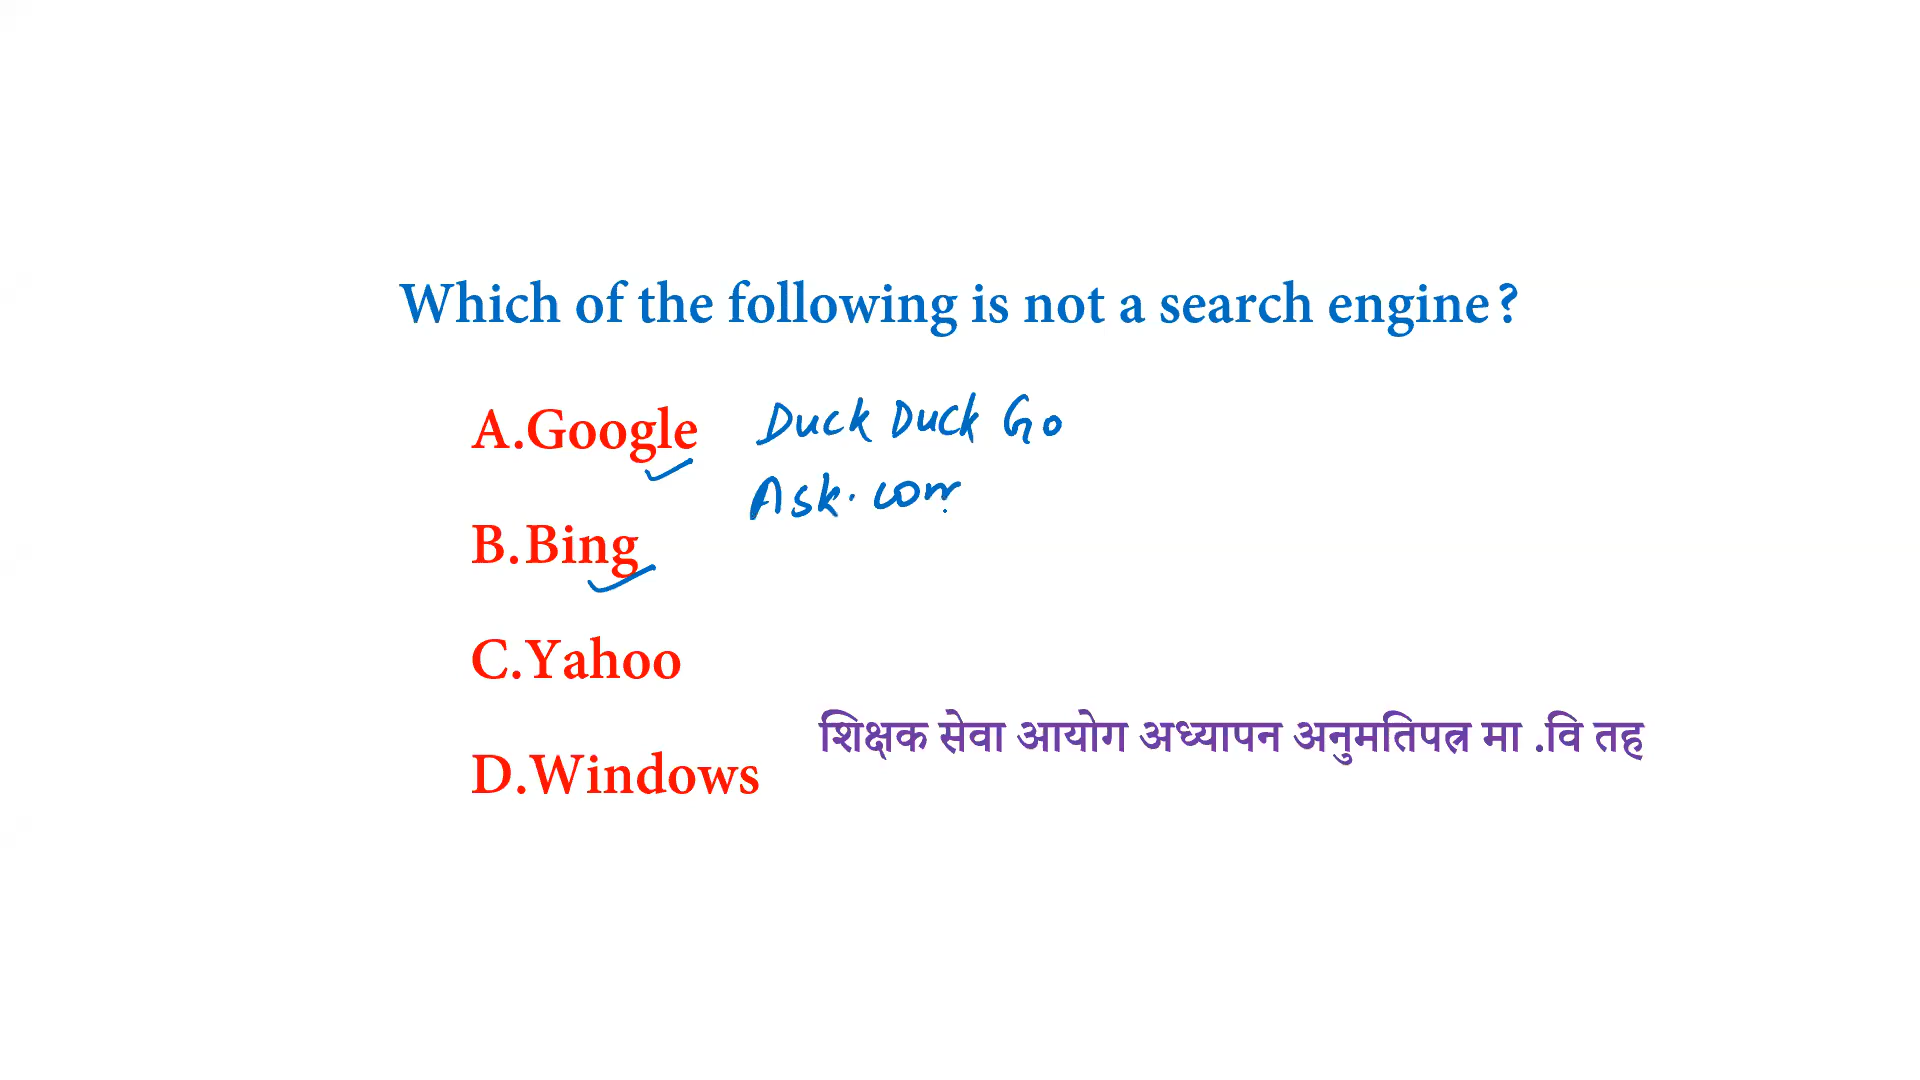 Which of the following is not a search engine?
A.Google
Duck Duck Go
Ask.com
B.Bing
C.Yahoo
शिक्षक सेवा आयोग अध्यापन अनुमतिपत्र मा .वि तह
D.Windows